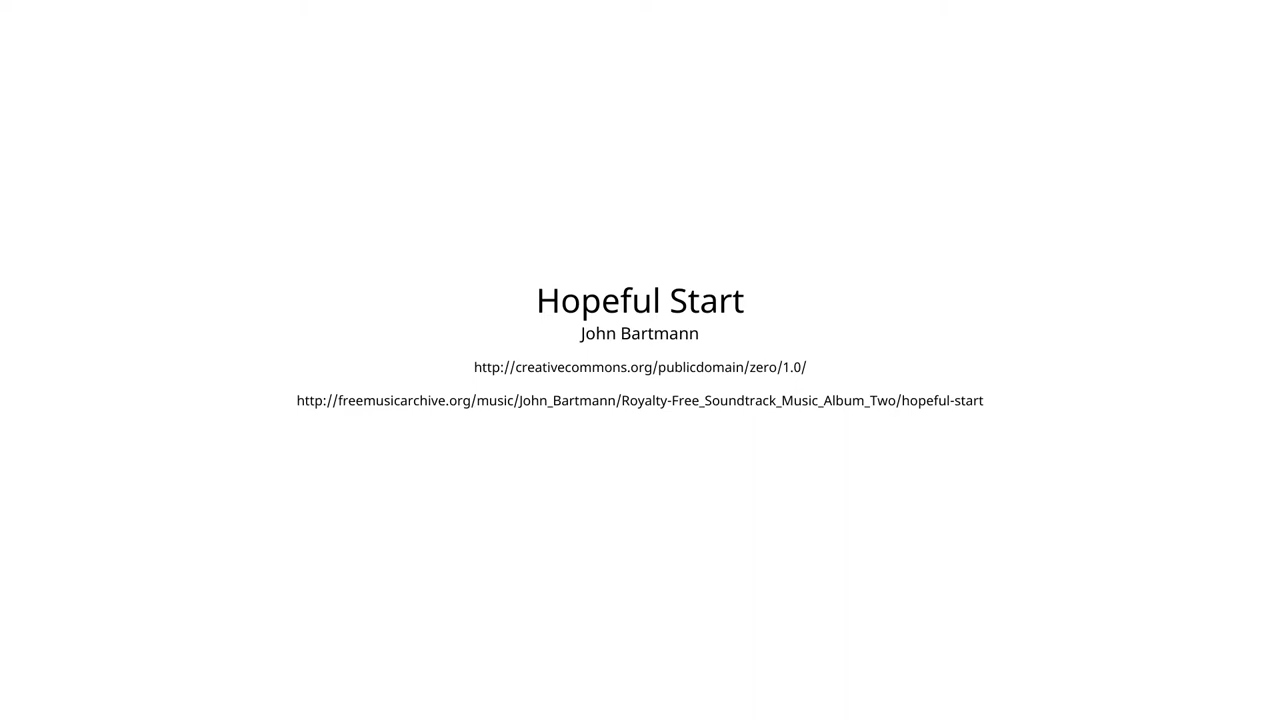 Hopeful Start
John Bartmann
http://creativecommons.org/publicdomain/zero/1.0/
http://freemusicarchive.org/music/John_Bartmann/Royalty-Free_Soundtrack_Music_Album_Two/hopeful-start